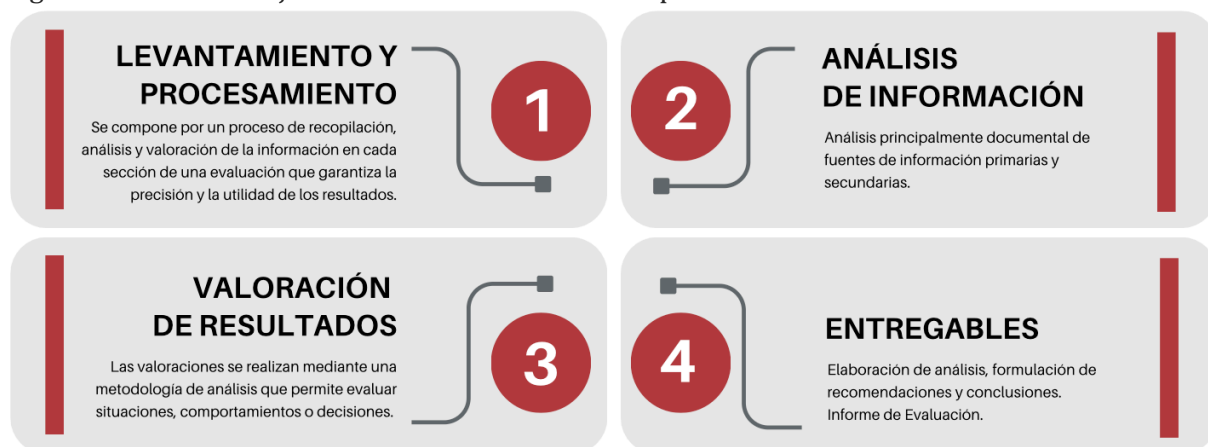 LEVANTAMIENTO Y
PROCESAMIENTO
Se compone por un proceso de recopilación,
análisis y valoración de la información en cada
sección de una evaluación que garantiza la
precisión y la utilidad de los resultados.
1
2
ANÁLISIS
DE INFORMACIÓN
Análisis principalmente documental de
fuentes de información primarias y
secundarias.
VALORACIÓN
DE RESULTADOS
Las valoraciones se realizan mediante una
metodología de análisis que permite evaluar
situaciones, comportamientos o decisiones.
3
4
ENTREGABLES
Elaboración de análisis, formulación de
recomendaciones y conclusiones.
Informe de Evaluación.